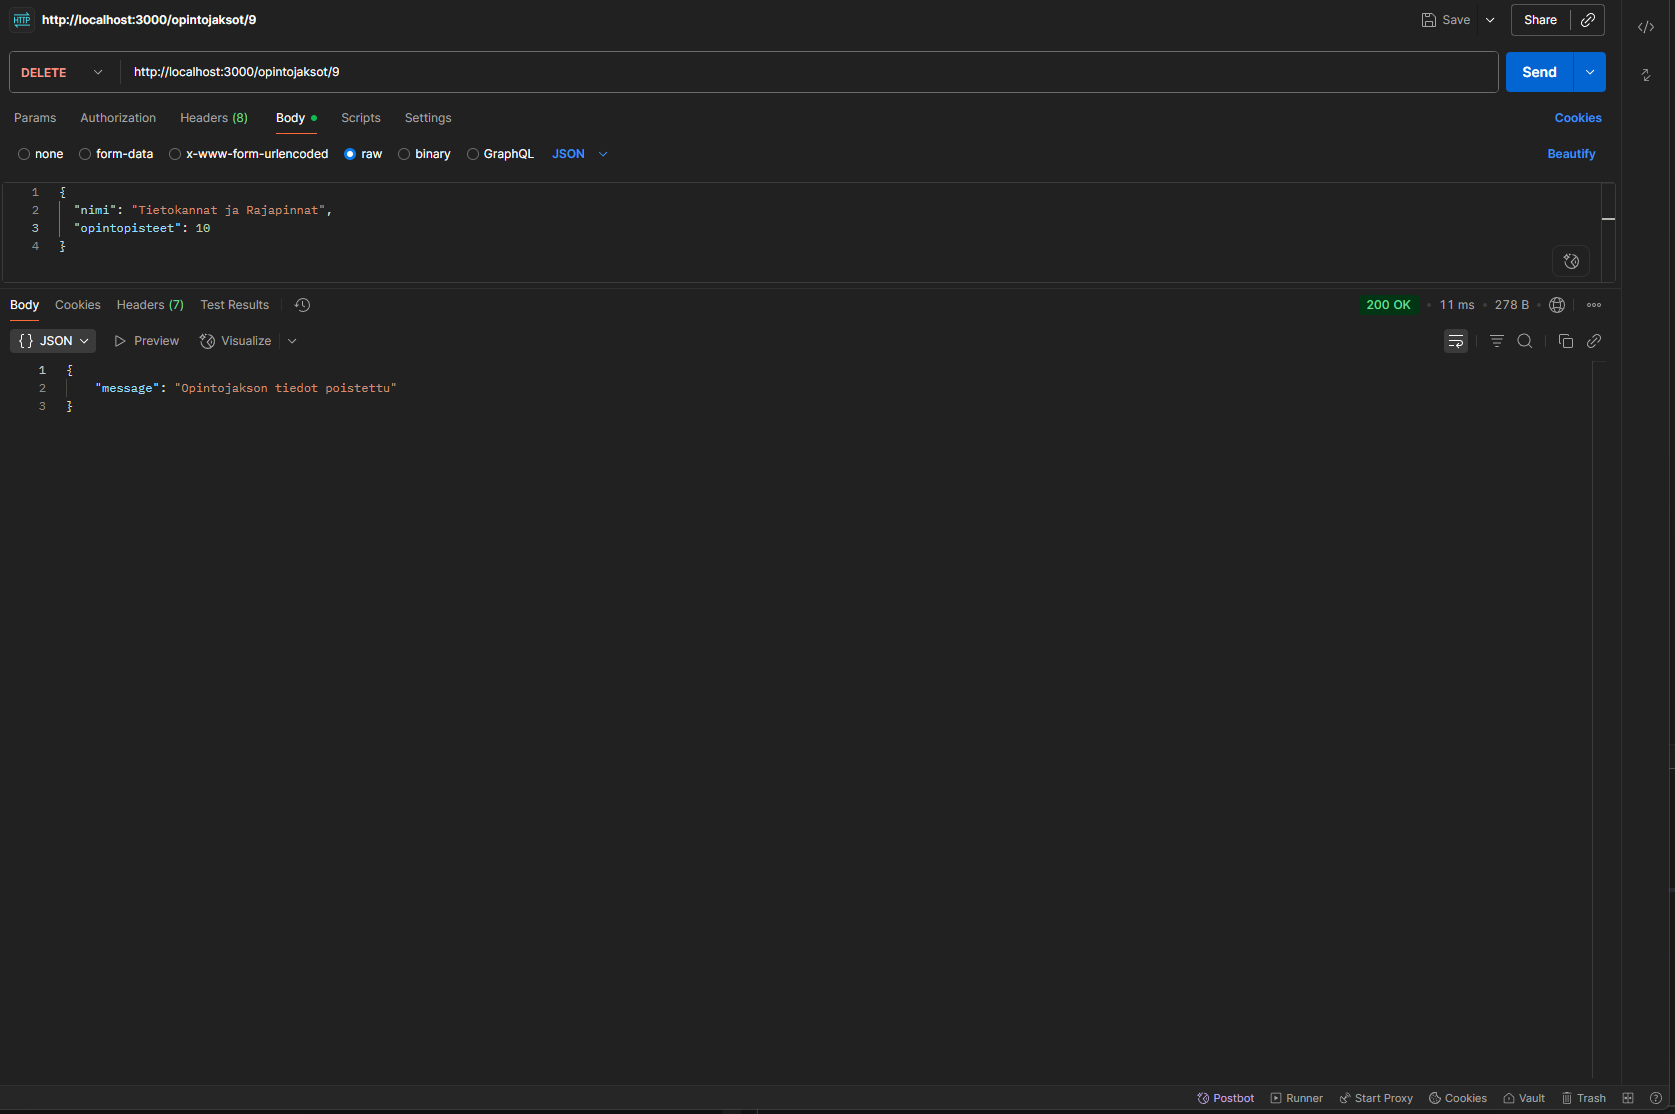 HTTP http://localhost:3000/opintojaksot/9 Save Share
DELETE http://localhost:3000/opintojaksot/9 Send
Params Authorization Headers (8) Body Scripts Settings Cookies
none form-data x-www-form-urlencoded raw binary GraphQL JSON Beautify
1 {
2 "nimi": "Tietokannat ja Rajapinnat",
3 "opintopisteet": 10
4 }
Body Cookies Headers (7) Test Results 200 OK • 11 ms • 278 B •
{} JSON Preview Visualize
1 {
2 "message": "Opintojakson tiedot poistettu"
3 }
Postbot Runner Start Proxy Cookies Vault Trash